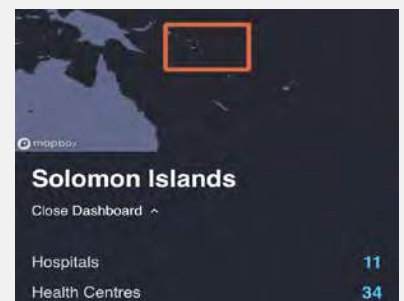 mapbox
Solomon Islands
Close Dashboard ^
Hospitals 11
Health Centres 34